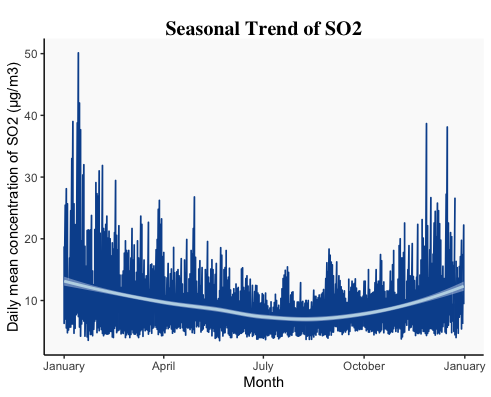 Seasonal Trend of SO2
Daily mean concentration of SO2 (μg/m3)
50
40
30
20
10
January
April
July
October
January
Month